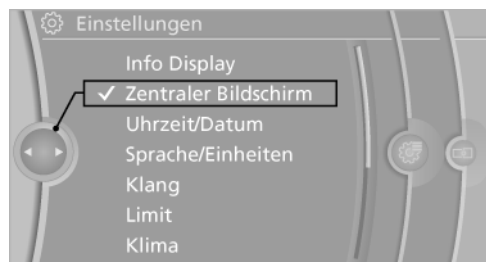 Einstellungen
Info Display
Zentraler Bildschirm
Uhrzeit/Datum
Sprache/Einheiten
Klang
Limit
Klima